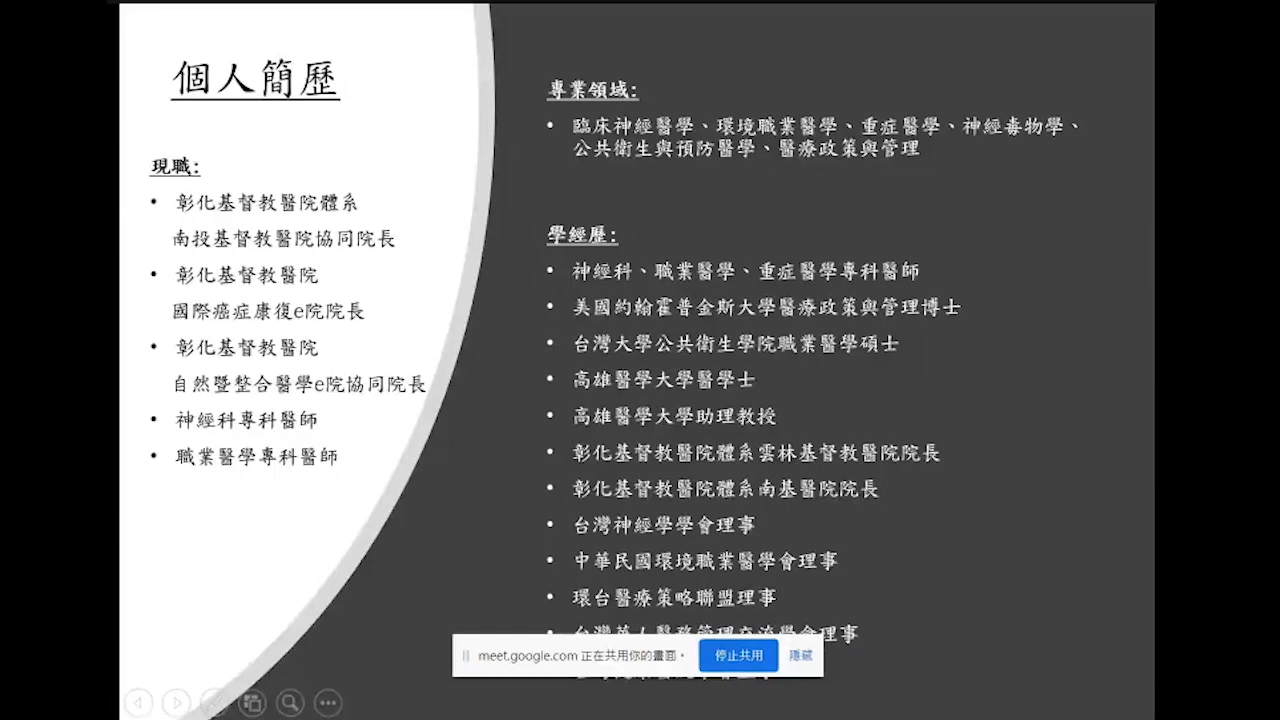 個人簡歷
現職:
• 彰化基督教醫院體系
南投基督教醫院協同院長
• 彰化基督教醫院
國際癌症康復e院院長
• 彰化基督教醫院
自然暨整合醫學e院協同院長
• 神經科專科醫師
• 職業醫學專科醫師
專業領域:
• 臨床神經醫學、環境職業醫學、重症醫學、神經毒物學、
公共衛生與預防醫學、醫療政策與管理
學經歷:
• 神經科、職業醫學、重症醫學專科醫師
• 美國約翰霍普金斯大學醫療政策與管理博士
• 台灣大學公共衛生學院職業醫學碩士
• 高雄醫學大學醫學士
• 高雄醫學大學助理教授
• 彰化基督教醫院體系雲林基督教醫院院長
• 彰化基督教醫院體系南基醫院院長
• 台灣神經學學會理事
• 中華民國環境職業醫學會理事
• 環台醫療策略聯盟理事
• 台灣華人醫務管理交流學會理事
meet.google.com 正在共用你的畫面。
停止共用
隱藏